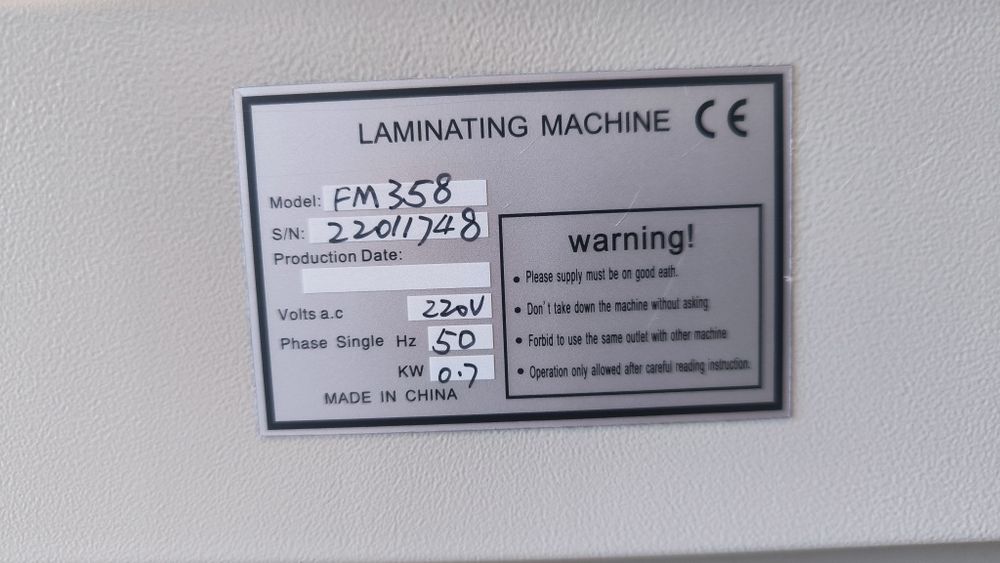 LAMINATING MACHINE CE
Model: FM 358
S/N: 22011748
Production Date:
Volts a.c 220V
Phase Single Hz 50
KW 0.7
MADE IN CHINA
warning!
• Please supply must be on good eath.
• Don't take down the machine without asking
• Forbid to use the same outlet with other machine
• Operation only allowed after careful reading instruction.